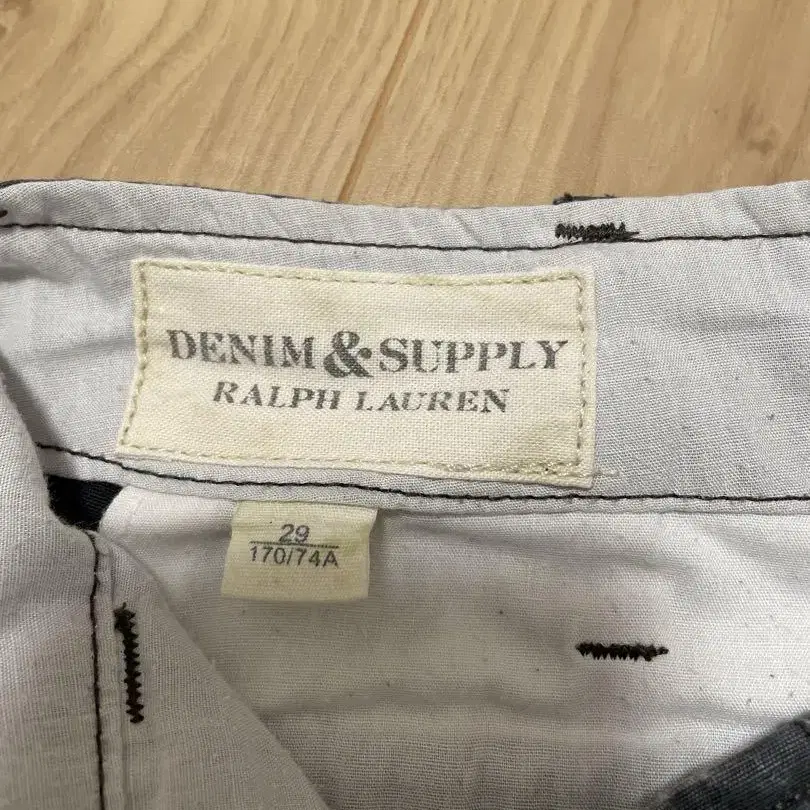 DENIM & SUPPLY
RALPH LAUREN
29
170/74A